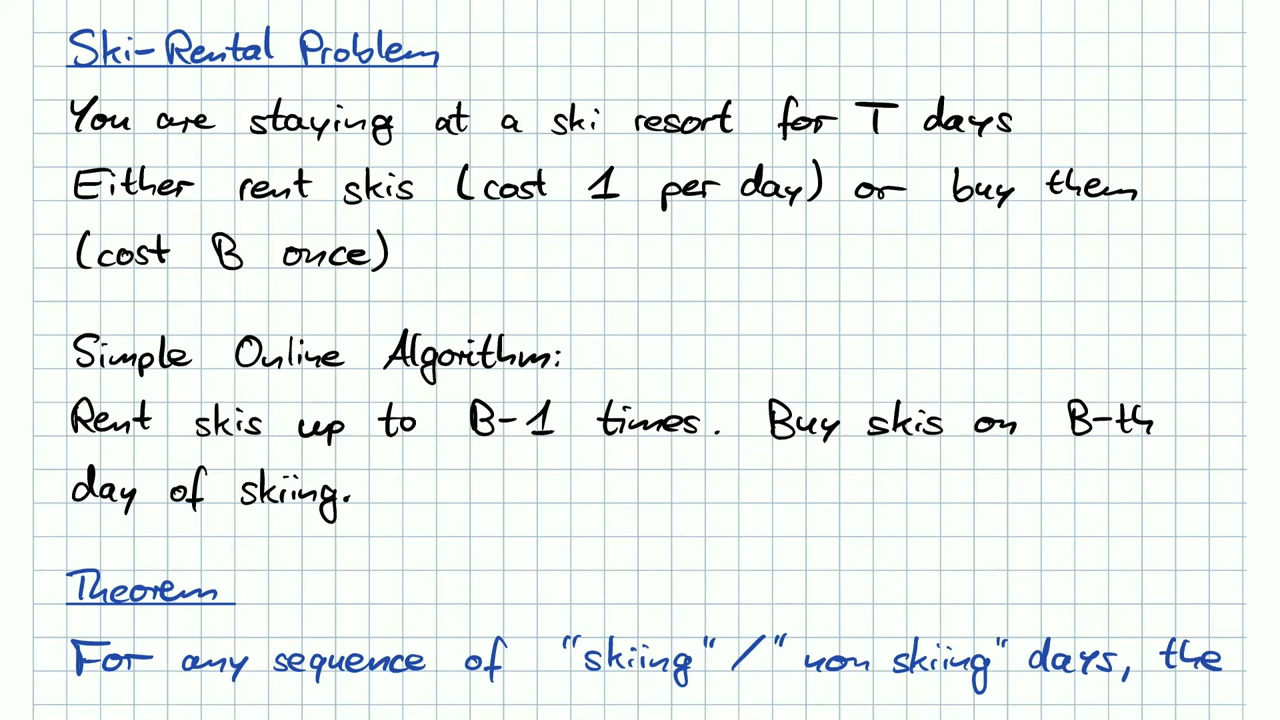 Ski-Rental Problem
You are staying at a ski resort for T days
Either rent skis (cost 1 per day) or buy them
(cost B once)
Simple Online Algorithm:
Rent skis up to B-1 times. Buy skis on B-th
day of skiing.
Theorem
For any sequence of "skiing"/"non skiing" days, the